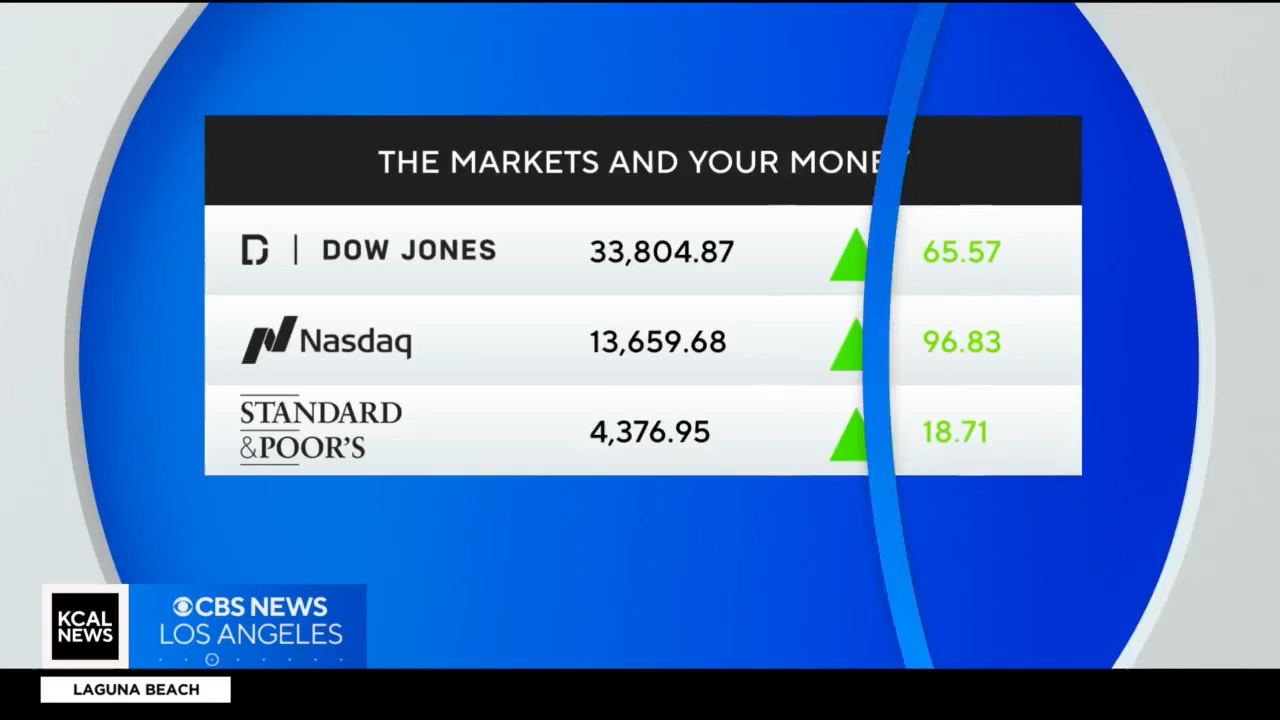 THE MARKETS AND YOUR MONEY
D | DOW JONES 33,804.87 65.57
Nasdaq 13,659.68 96.83
STANDARD
&POOR'S 4,376.95 18.71
KCAL
NEWS
CBS NEWS
LOS ANGELES
LAGUNA BEACH